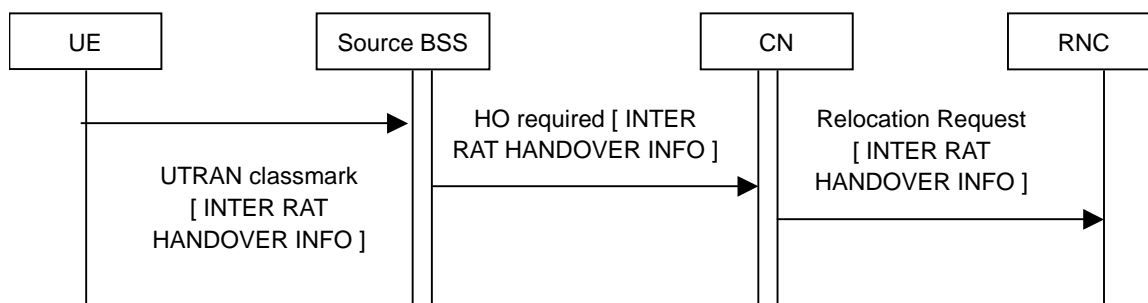 UE
Source BSS
CN
RNC
UTRAN classmark
[ INTER RAT
HANDOVER INFO ]
HO required [ INTER
RAT HANDOVER INFO ]
Relocation Request
[ INTER RAT
HANDOVER INFO ]